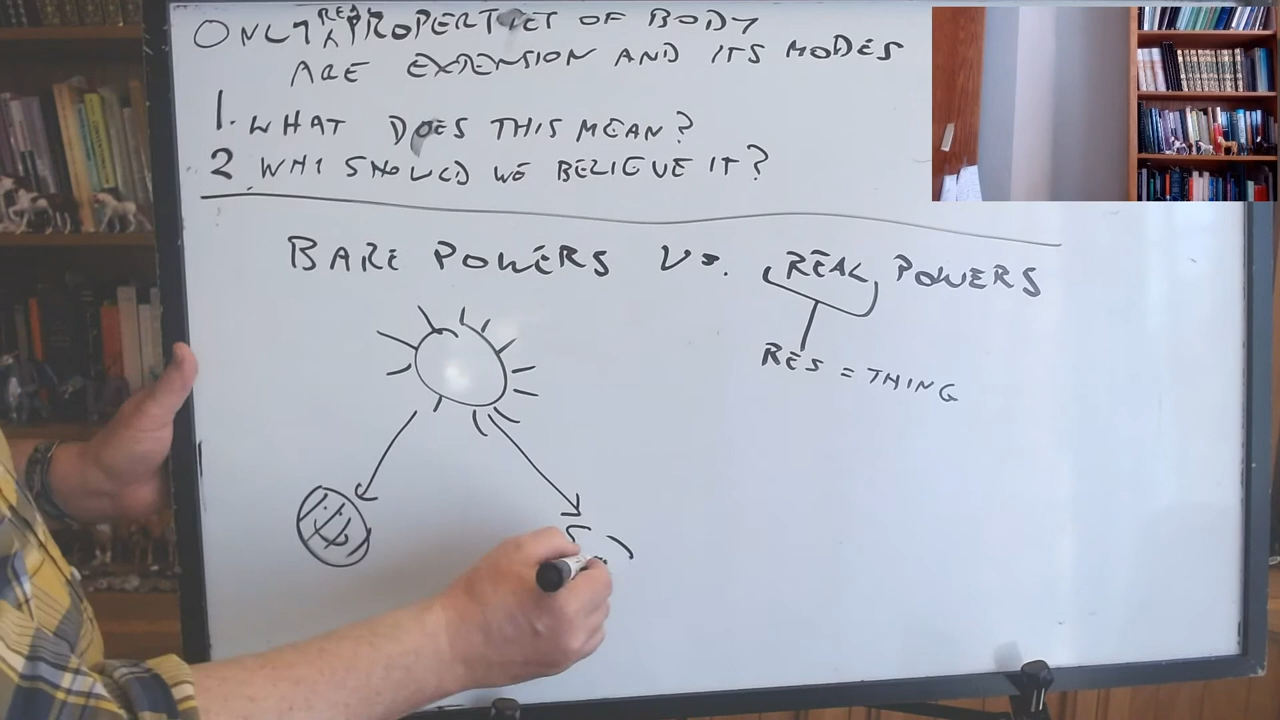 ONLY REAL PROPERTIES OF BODY
ARE EXTENSION AND ITS MODES
1. WHAT DOES THIS MEAN?
2 WHY SHOULD WE BELIEVE IT?
BARE POWERS VS. REAL POWERS
RES = THING